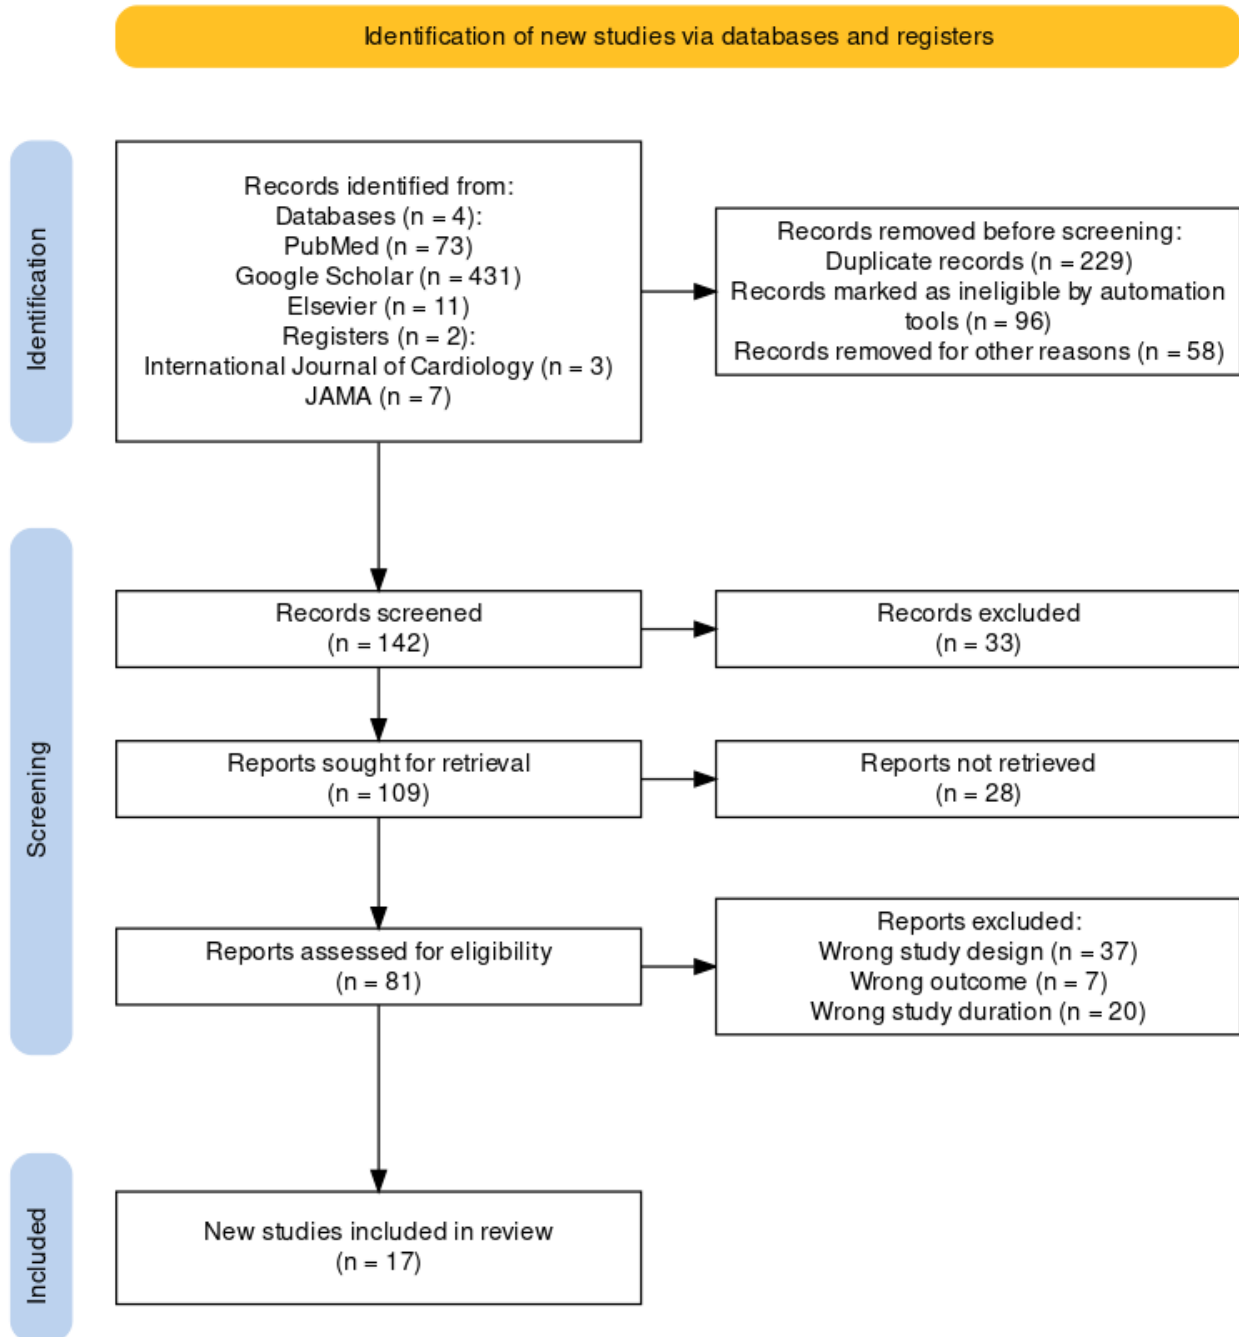 Identification of new studies via databases and registers
Identification
Records identified from:
Databases (n = 4):
PubMed (n = 73)
Google Scholar (n = 431)
Elsevier (n = 11)
Registers (n = 2):
International Journal of Cardiology (n = 3)
JAMA (n = 7)
Records removed before screening:
Duplicate records (n = 229)
Records marked as ineligible by automation
tools (n = 96)
Records removed for other reasons (n = 58)
Screening
Records screened
(n = 142)
Records excluded
(n = 33)
Reports sought for retrieval
(n = 109)
Reports not retrieved
(n = 28)
Reports assessed for eligibility
(n = 81)
Reports excluded:
Wrong study design (n = 37)
Wrong outcome (n = 7)
Wrong study duration (n = 20)
Included
New studies included in review
(n = 17)